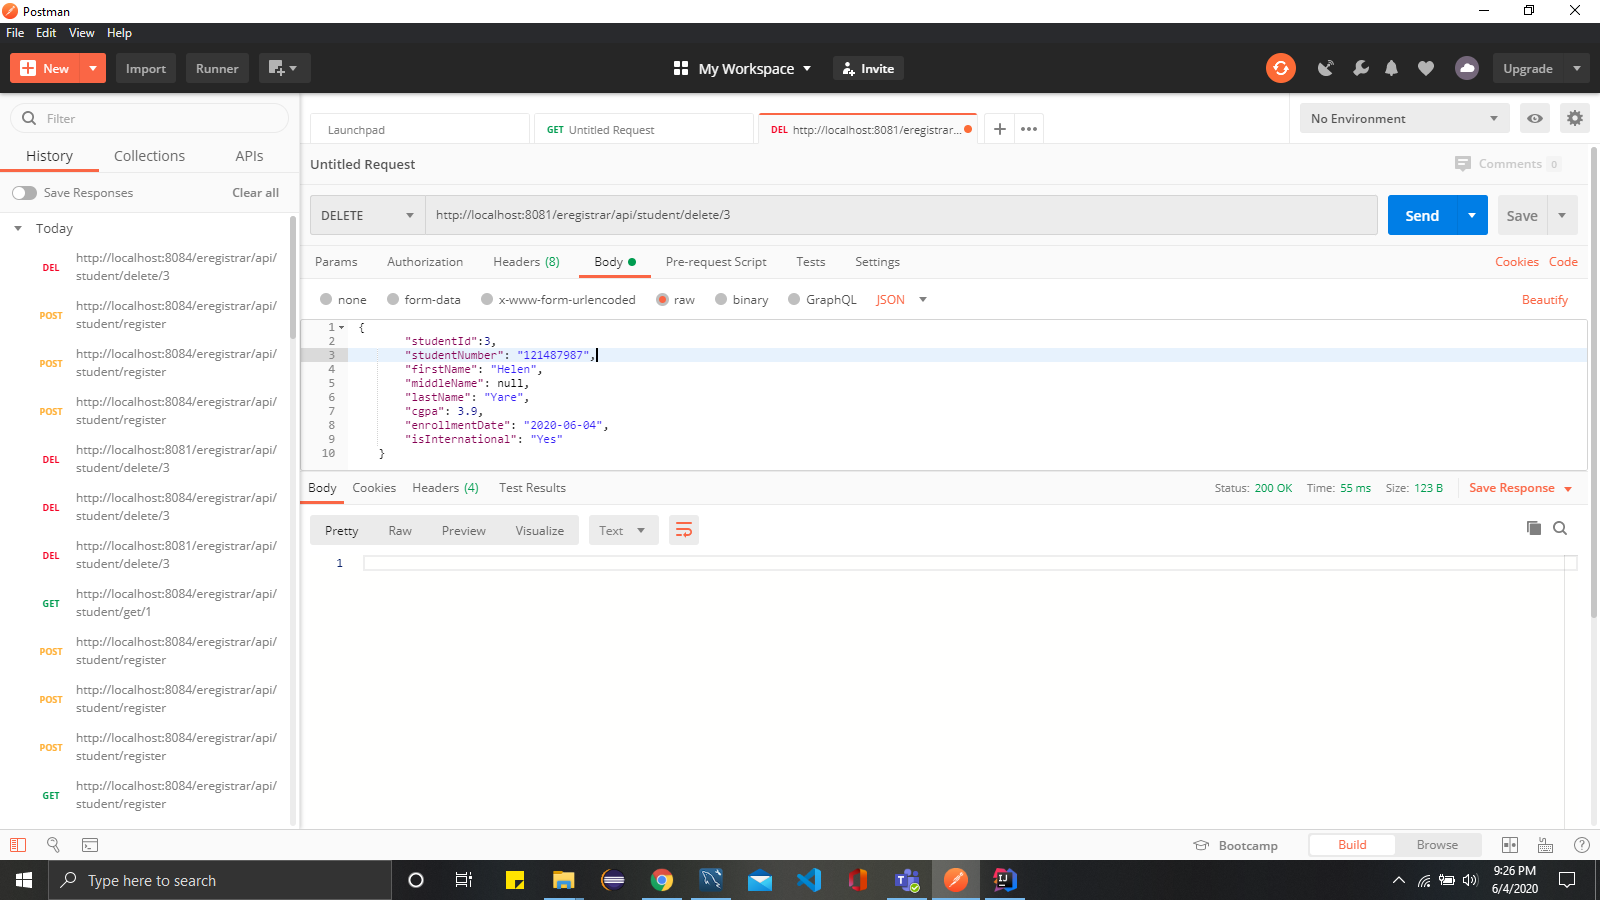 Postman
File Edit View Help
New Import Runner My Workspace Invite Upgrade
Filter
History Collections APIs
Save Responses Clear all
Today
DEL http://localhost:8084/eregistrar/api/
student/delete/3
POST http://localhost:8084/eregistrar/api/
student/register
POST http://localhost:8084/eregistrar/api/
student/register
POST http://localhost:8084/eregistrar/api/
student/register
DEL http://localhost:8081/eregistrar/api/
student/delete/3
DEL http://localhost:8084/eregistrar/api/
student/delete/3
DEL http://localhost:8081/eregistrar/api/
student/delete/3
GET http://localhost:8084/eregistrar/api/
student/get/1
POST http://localhost:8084/eregistrar/api/
student/register
POST http://localhost:8084/eregistrar/api/
student/register
POST http://localhost:8084/eregistrar/api/
student/register
GET http://localhost:8084/eregistrar/api/
student/register
Launchpad GET Untitled Request DEL http://localhost:8081/eregistrar... No Environment
Untitled Request Comments 0
DELETE http://localhost:8081/eregistrar/api/student/delete/3 Send Save
Params Authorization Headers (8) Body Pre-request Script Tests Settings Cookies Code
none form-data x-www-form-urlencoded raw binary GraphQL JSON Beautify
1 {
2 "studentId":3,
3 "studentNumber": "121487987",
4 "firstName": "Helen",
5 "middleName": null,
6 "lastName": "Yare",
7 "cgpa": 3.9,
8 "enrollmentDate": "2020-06-04",
9 "isInternational": "Yes"
10 }
Body Cookies Headers (4) Test Results Status: 200 OK Time: 55 ms Size: 123 B Save Response
Pretty Raw Preview Visualize Text
1
Bootcamp Build Browse
Type here to search
9:26 PM
6/4/2020